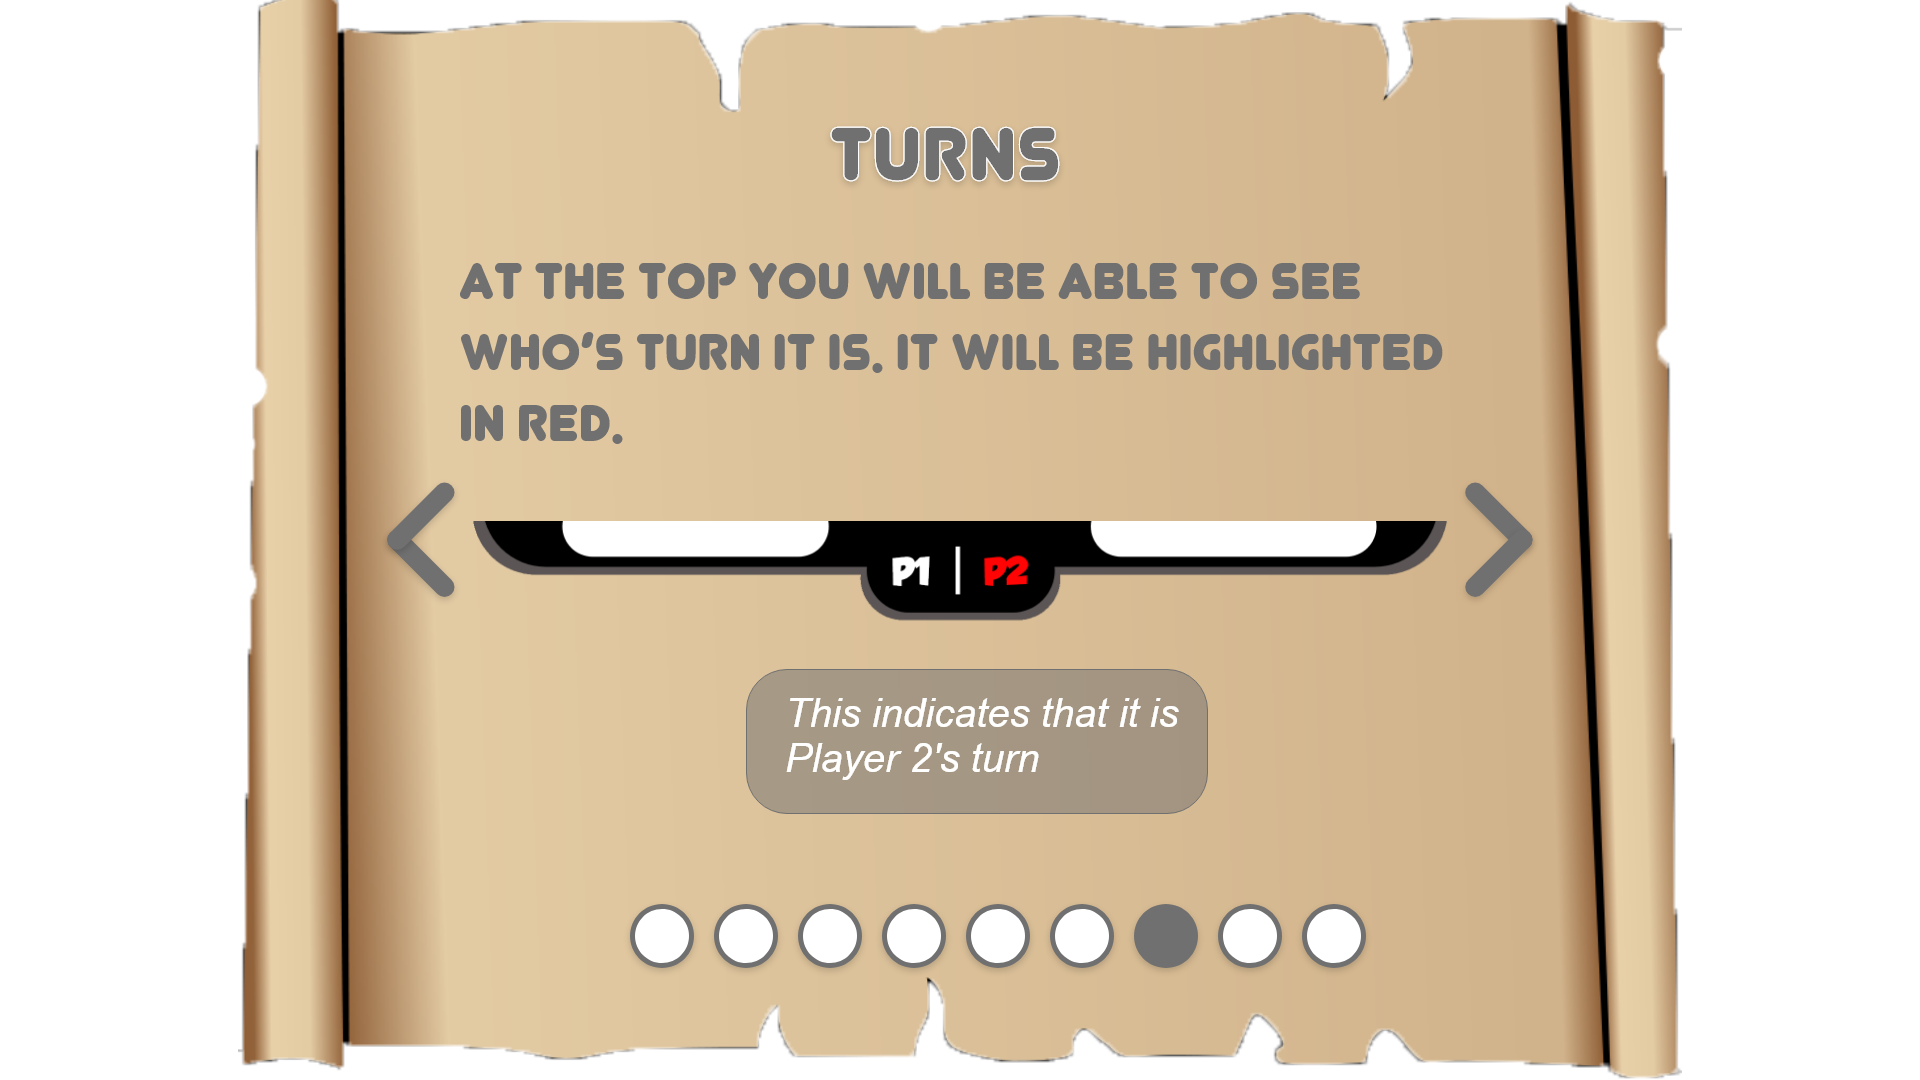 TURNS
AT THE TOP YOU WILL BE ABLE TO SEE
WHO'S TURN IT IS. IT WILL BE HIGHLIGHTED
IN RED.
P1 | P2
This indicates that it is
Player 2's turn